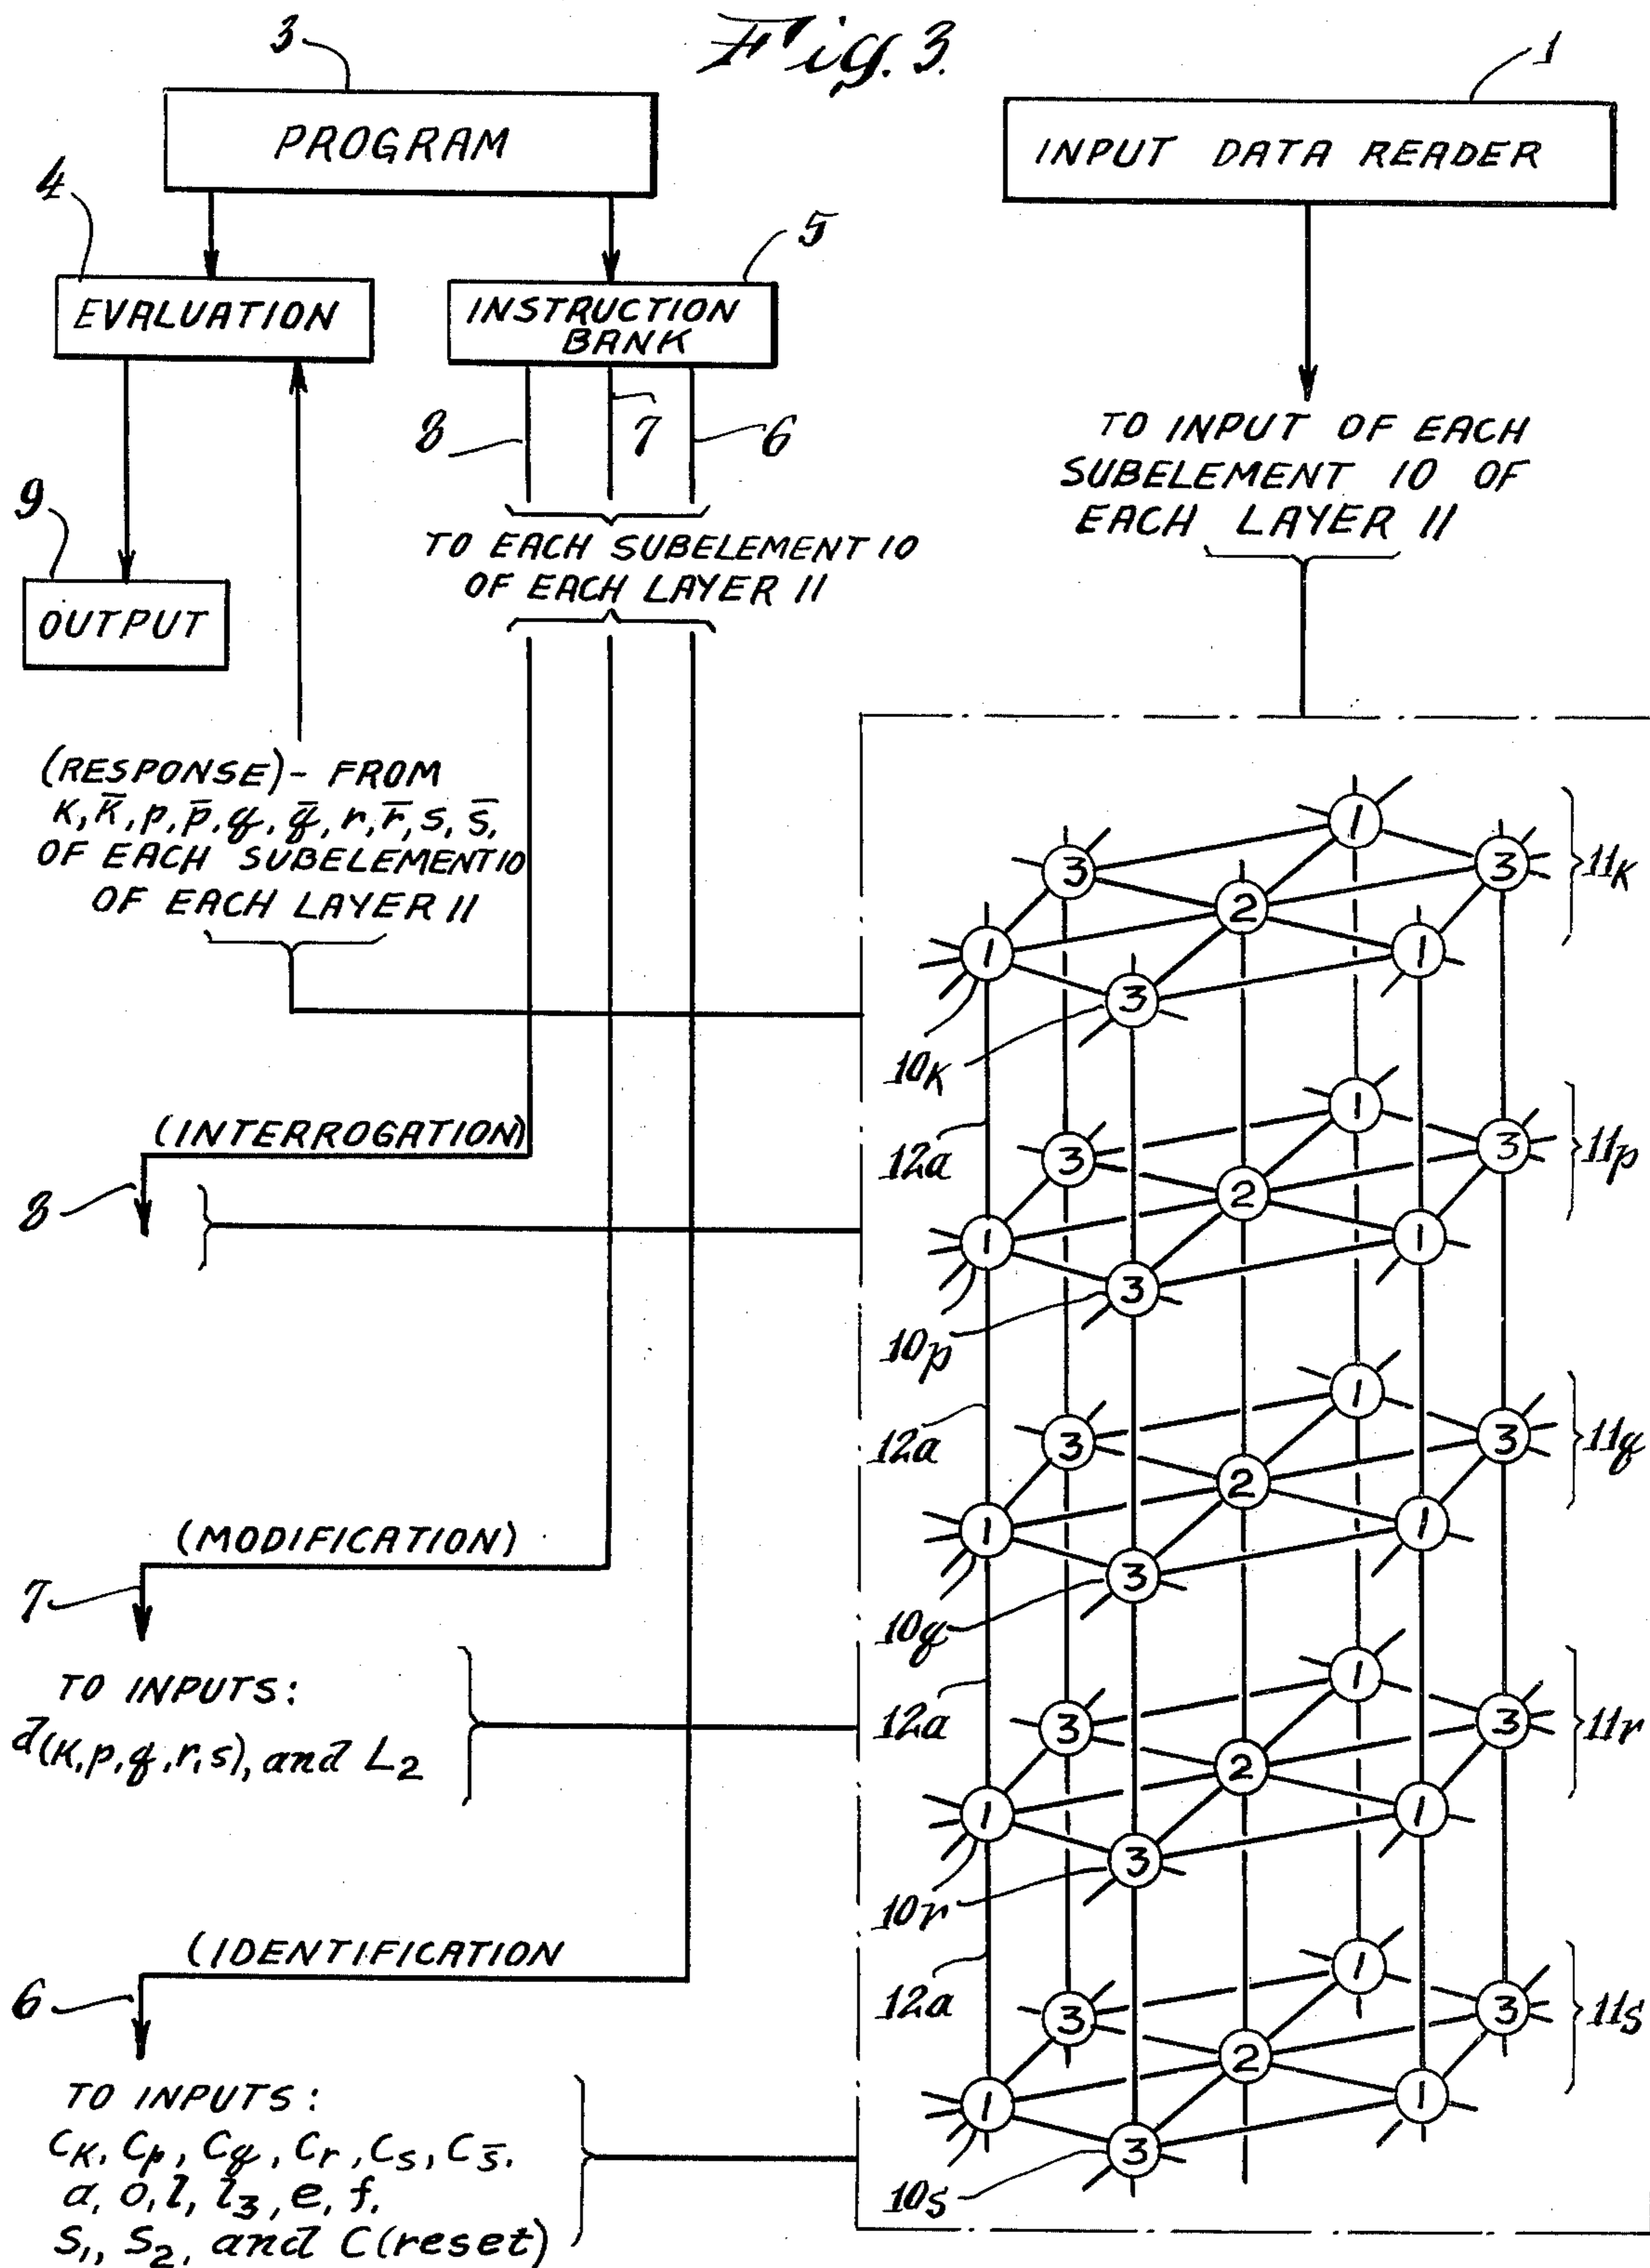 Fig. 3.
3
1
PROGRAM
INPUT DATA READER
4
5
EVALUATION
INSTRUCTION
BANK
8
7
6
TO INPUT OF EACH
SUBELEMENT 10 OF
EACH LAYER 11
9
OUTPUT
TO EACH SUBELEMENT 10
OF EACH LAYER 11
(RESPONSE) - FROM
K, K̄, p, p̄, q, q̄, r, r̄, s, s̄,
OF EACH SUBELEMENT 10
OF EACH LAYER 11
1
3
3
2
1
1
3
11K
10K
(INTERROGATION)
8
12a
1
3
3
2
1
1
3
11p
10p
12a
1
3
3
2
1
1
3
11q
10q
(MODIFICATION)
7
TO INPUTS:
d(K, p, q, r, s), and L₂
12a
1
3
3
2
1
1
3
11r
10r
(IDENTIFICATION
6
12a
1
3
3
2
1
1
3
11s
10s
TO INPUTS:
CK, Cp, Cq, Cr, Cs, Cs̄,
a, o, l, l₃, e, f,
S₁, S₂, and C (reset)